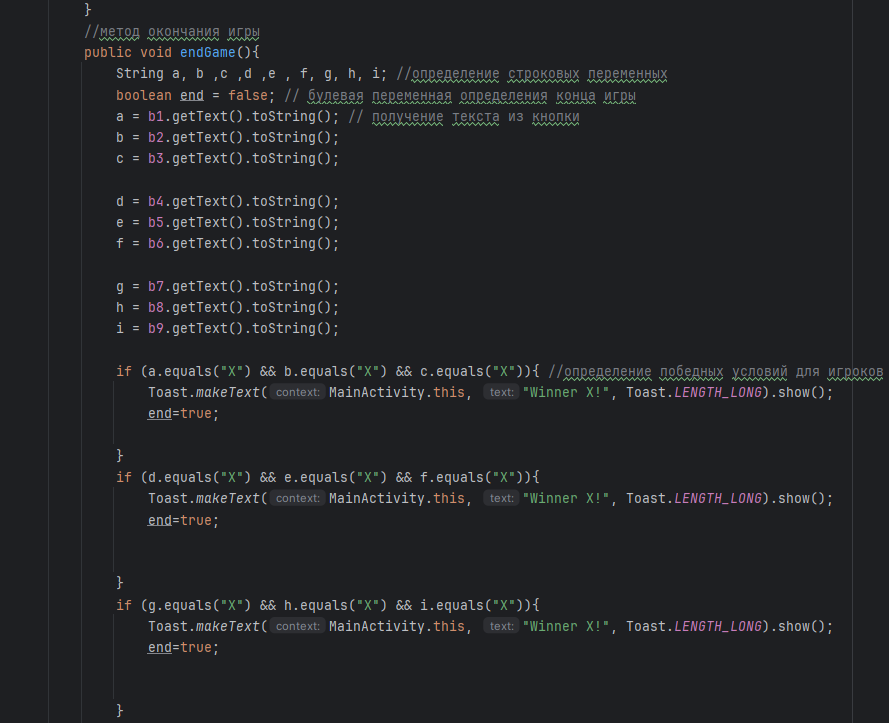 }
//метод окончания игры
public void endGame(){
String a, b ,c ,d ,e , f, g, h, i; //определение строковых переменных
boolean end = false; // булевая переменная определения конца игры
a = b1.getText().toString(); // получение текста из кнопки
b = b2.getText().toString();
c = b3.getText().toString();
d = b4.getText().toString();
e = b5.getText().toString();
f = b6.getText().toString();
g = b7.getText().toString();
h = b8.getText().toString();
i = b9.getText().toString();
if (a.equals("X") && b.equals("X") && c.equals("X")){ //определение победных условий для игроков
Toast.makeText( context: MainActivity.this, text: "Winner X!", Toast.LENGTH_LONG).show();
end=true;
}
if (d.equals("X") && e.equals("X") && f.equals("X")){
Toast.makeText( context: MainActivity.this, text: "Winner X!", Toast.LENGTH_LONG).show();
end=true;
}
if (g.equals("X") && h.equals("X") && i.equals("X")){
Toast.makeText( context: MainActivity.this, text: "Winner X!", Toast.LENGTH_LONG).show();
end=true;
}